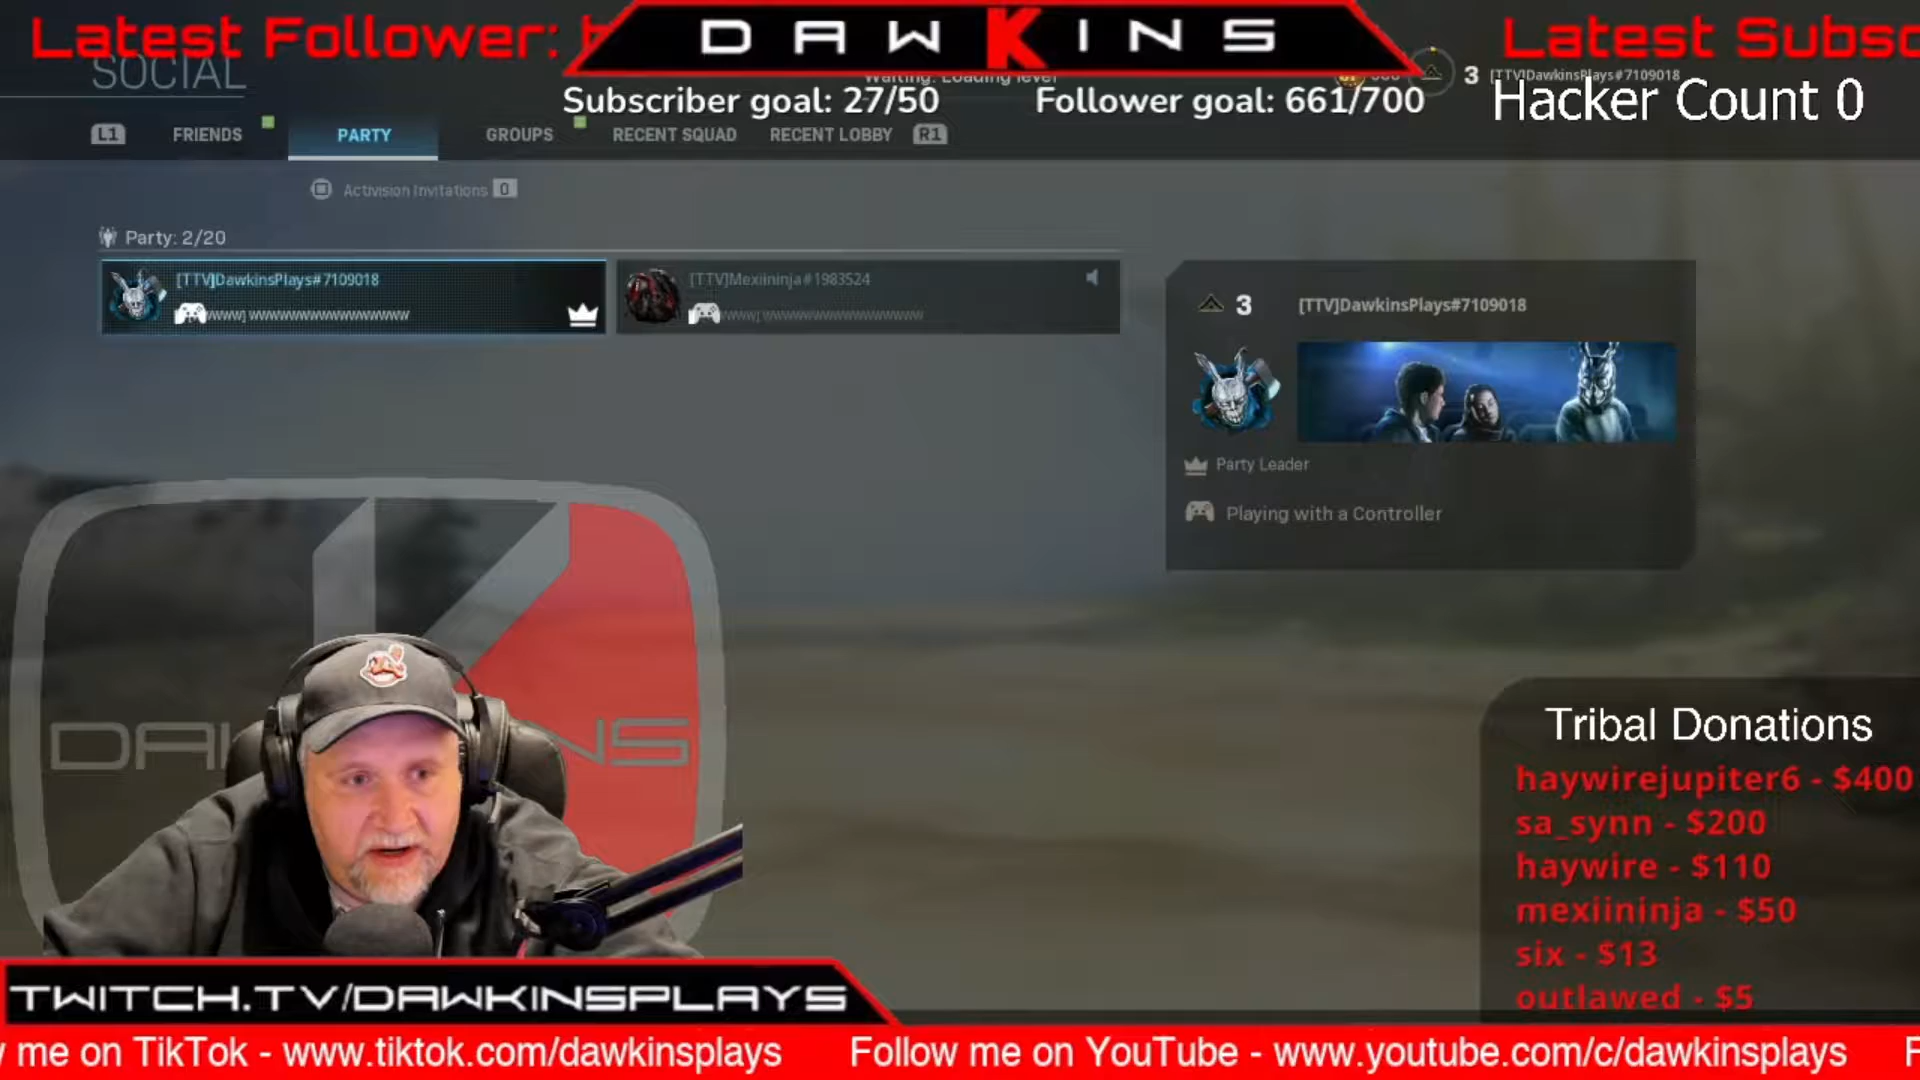 Latest Follower:
DAWKINS
Latest Subsc
SOCIAL
Waiting: Loading level
3 [TTV]DawkinsPlays#7109018
Subscriber goal: 27/50
Follower goal: 661/700
Hacker Count 0
L1 FRIENDS PARTY GROUPS RECENT SQUAD RECENT LOBBY R1
Activision Invitations 0
Party: 2/20
[TTV]DawkinsPlays#7109018
[TTV]Mexiininja#1983524
3 [TTV]DawkinsPlays#7109018
Party Leader
Playing with a Controller
Tribal Donations
haywirejupiter6 - $400
sa_synn - $200
haywire - $110
mexiininja - $50
six - $13
outlawed - $5
TWITCH.TV/DAWKINSPLAYS
me on TikTok - www.tiktok.com/dawkinsplays Follow me on YouTube - www.youtube.com/c/dawkinsplays F